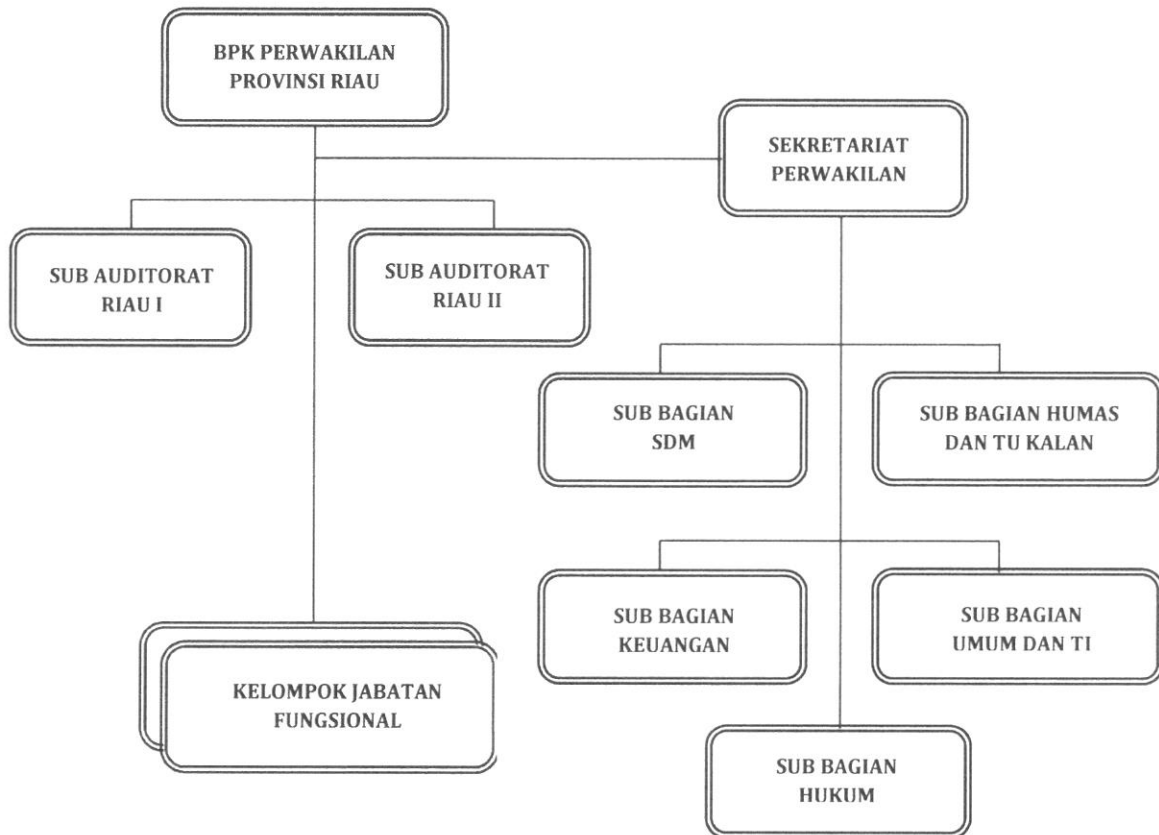 BPK PERWAKILAN
PROVINSI RIAU
SEKRETARIAT
PERWAKILAN
SUB AUDITORAT
RIAU I
SUB AUDITORAT
RIAU II
SUB BAGIAN
SDM
SUB BAGIAN HUMAS
DAN TU KALAN
SUB BAGIAN
KEUANGAN
SUB BAGIAN
UMUM DAN TI
KELOMPOK JABATAN
FUNGSIONAL
SUB BAGIAN
HUKUM